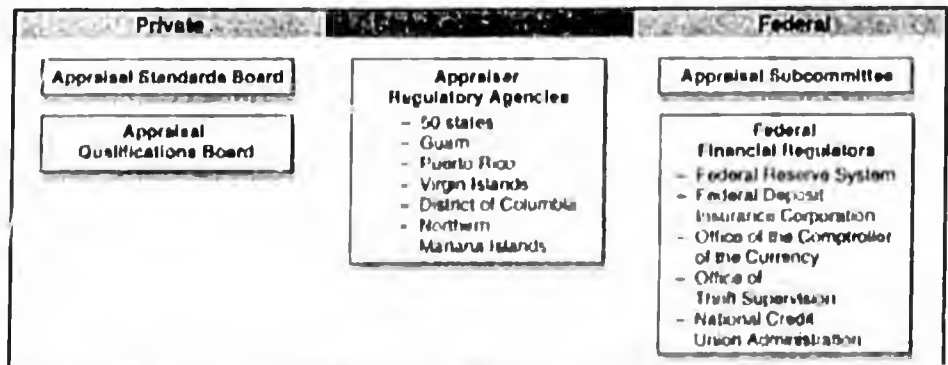 Private
Appraisal Standards Board
Appraisal
Qualifications Board
Appraiser
Regulatory Agencies
– 50 states
– Guam
– Puerto Rico
– Virgin Islands
– District of Columbia
– Northern
Mariana Islands
Federal
Appraisal Subcommittee
Federal
Financial Regulators
– Federal Reserve System
– Federal Deposit
Insurance Corporation
– Office of the Comptroller
of the Currency
– Office of
Thrift Supervision
– National Credit
Union Administration